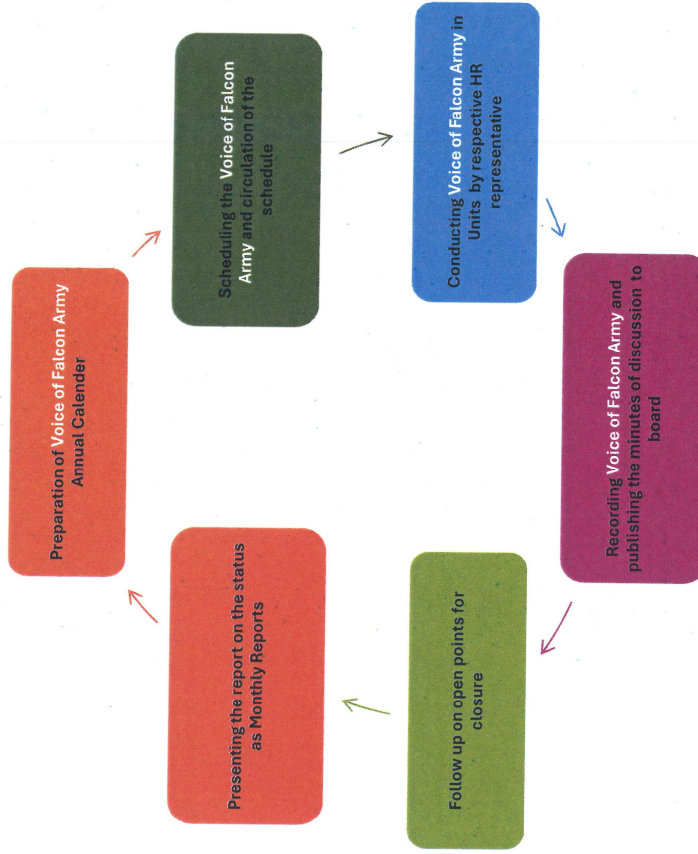 Preparation of Voice of Falcon Army
Annual Calender
Scheduling the Voice of Falcon
Army and circulation of the
schedule
Conducting Voice of Falcon Army in
Units by respective HR
representative
Recording Voice of Falcon Army and
publishing the minutes of discussion to
board
Follow up on open points for
closure
Presenting the report on the status
as Monthly Reports